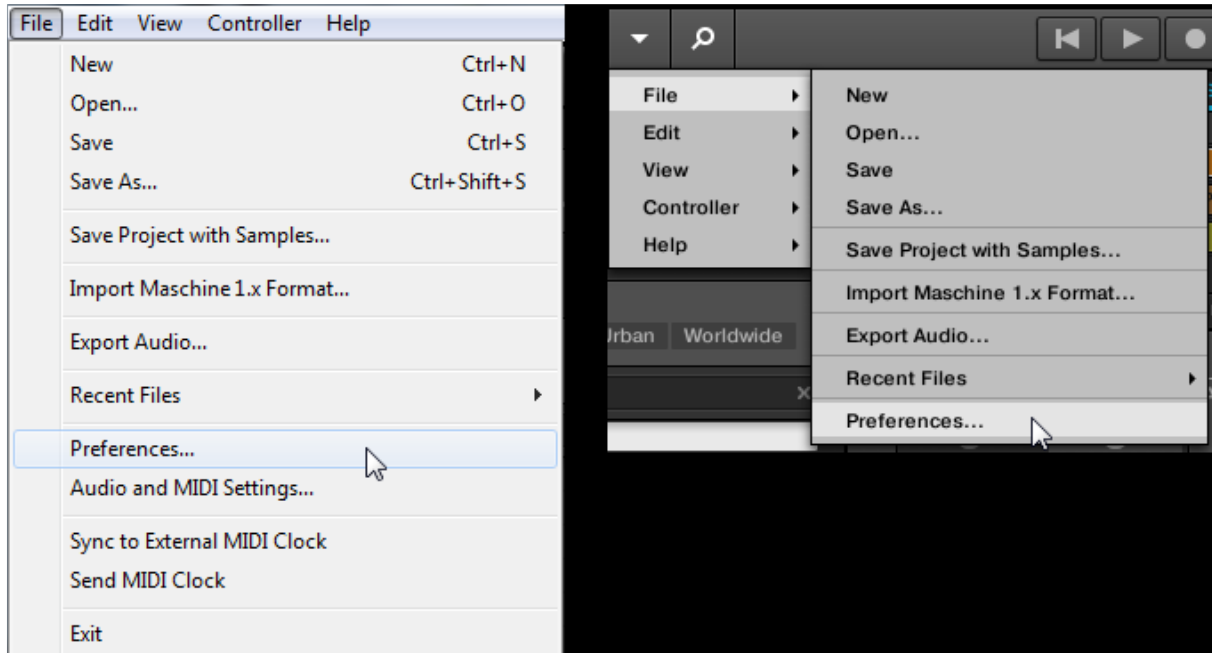 File Edit View Controller Help
New Ctrl+N
Open... Ctrl+O
Save Ctrl+S
Save As... Ctrl+Shift+S
Save Project with Samples...
Import Maschine 1.x Format...
Export Audio...
Recent Files
Preferences...
Audio and MIDI Settings...
Sync to External MIDI Clock
Send MIDI Clock
Exit
File
Edit
View
Controller
Help
New
Open...
Save
Save As...
Save Project with Samples...
Import Maschine 1.x Format...
Export Audio...
Recent Files
Preferences...
Worldwide